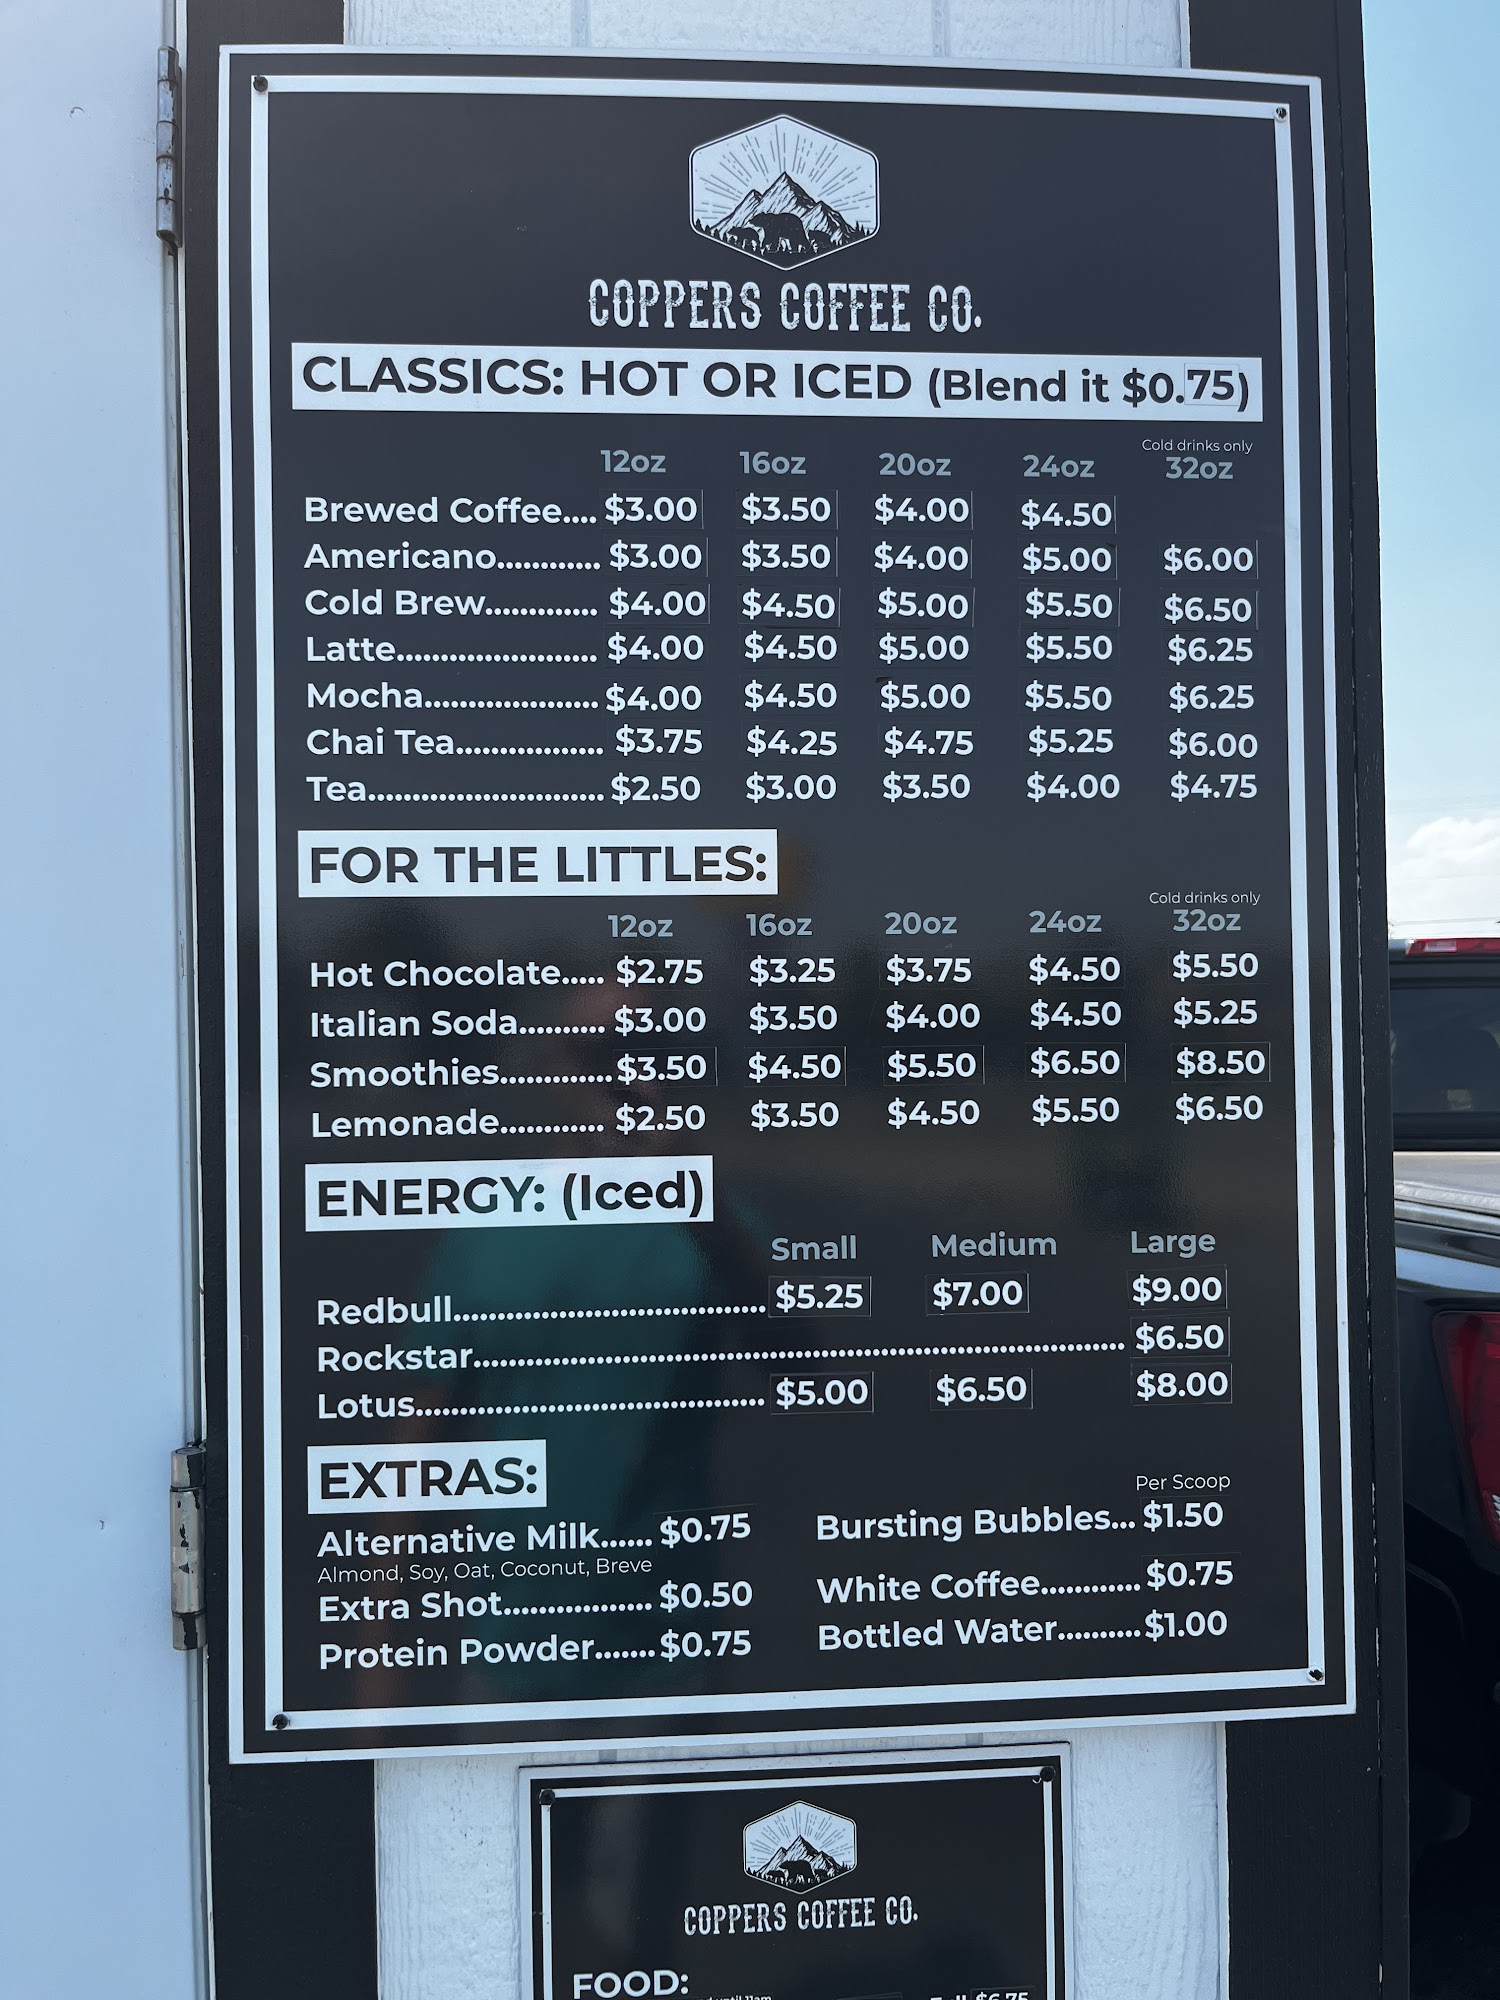 COPPERS COFFEE CO.
CLASSICS: HOT OR ICED (Blend it $0.75)
Cold drinks only
12oz 16oz 20oz 24oz 32oz
Brewed Coffee.... $3.00 $3.50 $4.00 $4.50
Americano............ $3.00 $3.50 $4.00 $5.00 $6.00
Cold Brew............. $4.00 $4.50 $5.00 $5.50 $6.50
Latte....................... $4.00 $4.50 $5.00 $5.50 $6.25
Mocha.................... $4.00 $4.50 $5.00 $5.50 $6.25
Chai Tea................. $3.75 $4.25 $4.75 $5.25 $6.00
Tea........................... $2.50 $3.00 $3.50 $4.00 $4.75
FOR THE LITTLES:
Cold drinks only
12oz 16oz 20oz 24oz 32oz
Hot Chocolate..... $2.75 $3.25 $3.75 $4.50 $5.50
Italian Soda.......... $3.00 $3.50 $4.00 $4.50 $5.25
Smoothies............. $3.50 $4.50 $5.50 $6.50 $8.50
Lemonade............ $2.50 $3.50 $4.50 $5.50 $6.50
ENERGY: (Iced)
Small Medium Large
Redbull.................................... $5.25 $7.00 $9.00
Rockstar........................................................................... $6.50
Lotus........................................ $5.00 $6.50 $8.00
EXTRAS:
Alternative Milk...... $0.75
Almond, Soy, Oat, Coconut, Breve
Extra Shot................. $0.50
Protein Powder....... $0.75
Per Scoop
Bursting Bubbles... $1.50
White Coffee............ $0.75
Bottled Water.......... $1.00
COPPERS COFFEE CO.
FOOD:
until 11am
$6.75